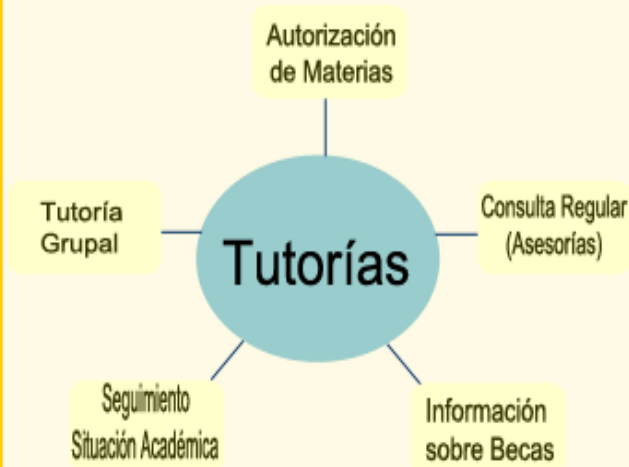 Autorización
de Materias
Tutoría
Grupal
Tutorías
Consulta Regular
(Asesorías)
Seguimiento
Situación Académica
Información
sobre Becas